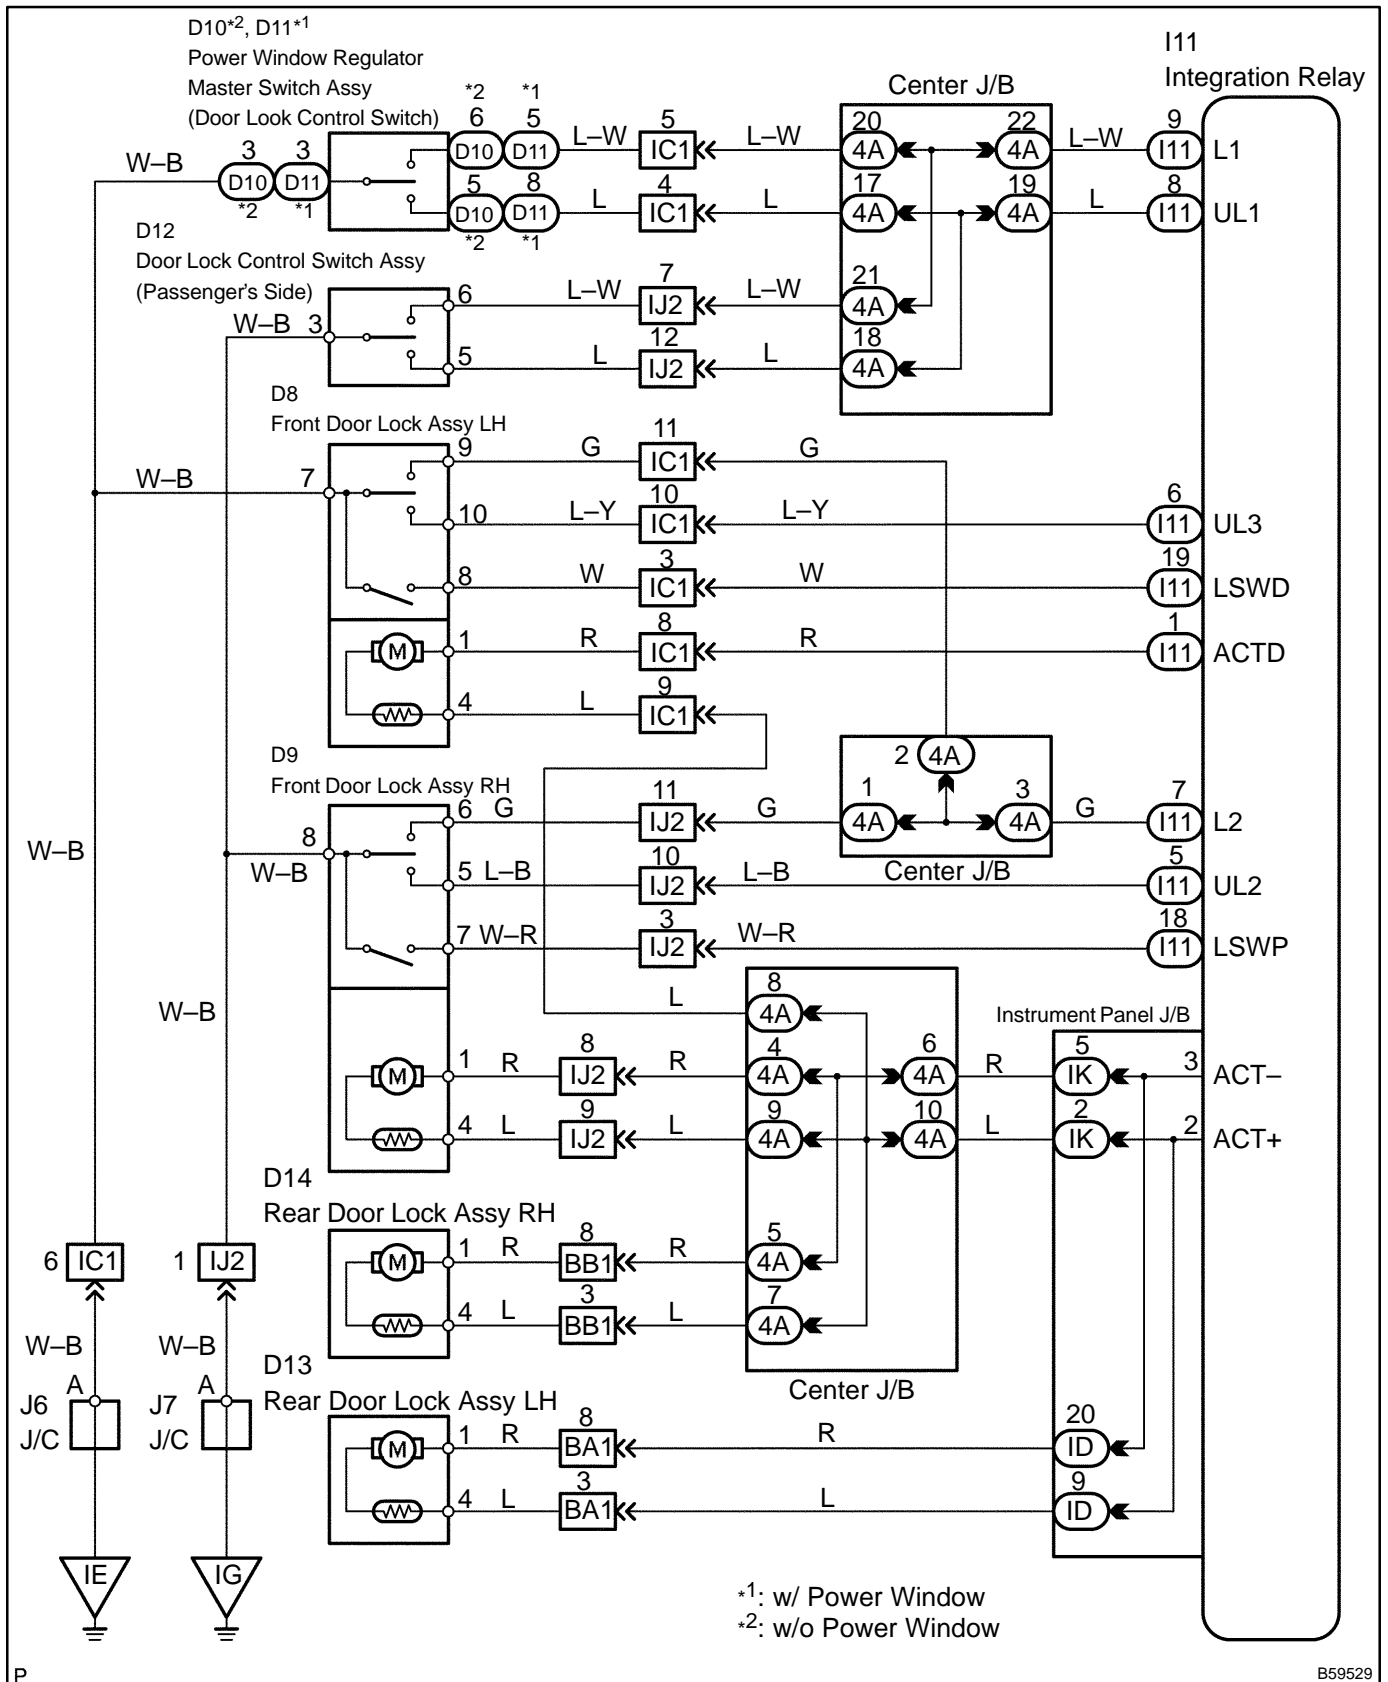 D10*2, D11*1
Power Window Regulator
Master Switch Assy
(Door Look Control Switch)
I11
Integration Relay
Center J/B
*2 *1
6 5 L–W 5 L–W 20 22 L–W 9
D10 D11 IC1 4A 4A I11 L1
W–B 3 3
D10 D11
*2 *1
5 8 L 4 L 17 19 L 8
D10 D11 IC1 4A 4A I11 UL1
*2 *1
D12
Door Lock Control Switch Assy
(Passenger's Side)
W–B 3
6 L–W 7 L–W 21
IJ2 4A
5 L 12 L 18
IJ2 4A
D8
Front Door Lock Assy LH
W–B 7
9 G 11 G
IC1
10 L–Y 10 L–Y 6
IC1 I11 UL3
8 W 3 W 19
IC1 I11 LSWD
M 1 R 8 R 1
IC1 I11 ACTD
4 L 9
IC1
D9
Front Door Lock Assy RH
2 4A
W–B 8
W–B
6 G 11 G 1 3 G 7
IJ2 4A 4A I11 L2
Center J/B
5 L–B 10 L–B 5
IJ2 I11 UL2
7 W–R 3 W–R 18
IJ2 I11 LSWP
W–B
L 8
4A
Instrument Panel J/B
M 1 R 8 R 4 6 R 5 3 ACT–
IJ2 4A 4A IK
4 L 9 L 9 10 L 2 2 ACT+
IJ2 4A 4A IK
D14
Rear Door Lock Assy RH
6 IC1 1 IJ2
M 1 R 8 R 5
BB1 4A
4 L 3 L 7
BB1 4A
W–B W–B
D13
Rear Door Lock Assy LH
Center J/B
A A
J6 J7
J/C J/C
M 1 R 8 R 20
BA1 ID
4 L 3 L 9
BA1 ID
IE IG
*1: w/ Power Window
*2: w/o Power Window
P
B59529